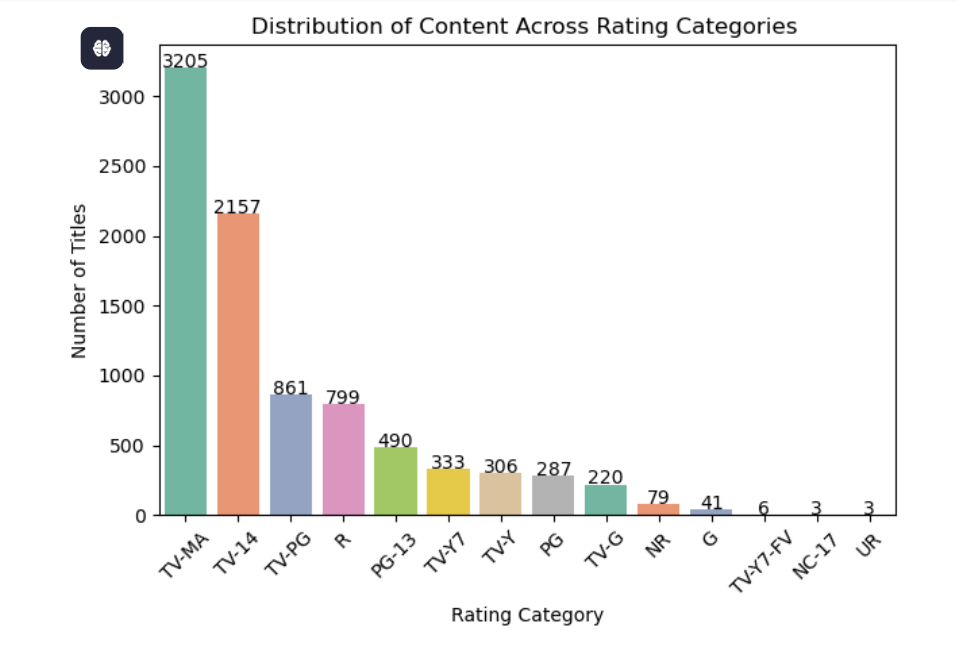 Distribution of Content Across Rating Categories
3205
3000
2500
2157
2000
Number of Titles
1500
1000
861
799
500
490
333
306
287
220
79
41
6
3
3
0
TV-MA
TV-14
TV-PG
R
PG-13
TV-Y7
TV-Y
PG
TV-G
NR
G
TV-Y7-FV
NC-17
UR
Rating Category